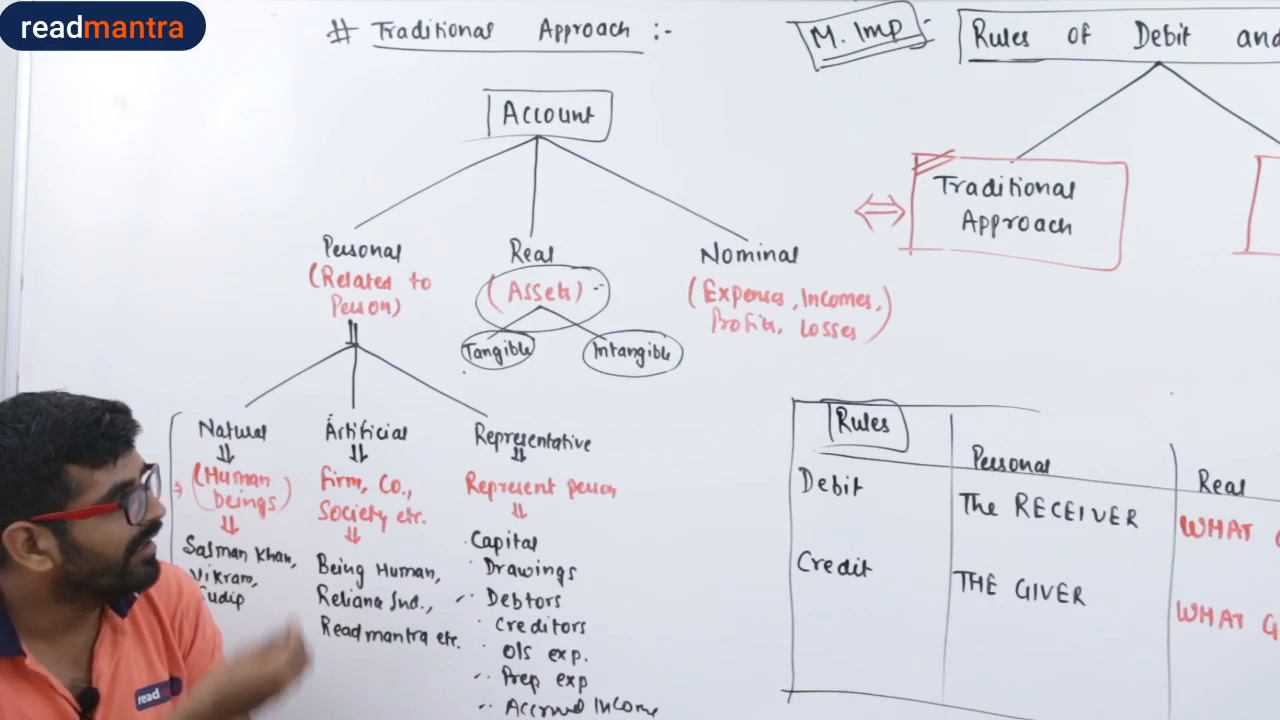 readmantra
# Traditional Approach :-
Account
Personal
(Related to
Person)
Real
(Assets)
Tangible
Intangible
Nominal
(Expenses, Incomes,
Profits, Losses)
Natural
(Human
beings)
Salman Khan,
Vikram,
Sudip
Artificial
Firm, Co.,
Society etc.
Being Human,
Reliana Ind.,
Readmantra etc.
Representative
Represent person
Capital
Drawings
Debtors
Creditors
O/s exp.
Prep exp
Accrued Income
M. Imp :-
Rules of Debit and
Traditional
Approach
Rules
Personal
Real
Debit
The RECEIVER
WHAT
Credit
THE GIVER
WHAT G
read